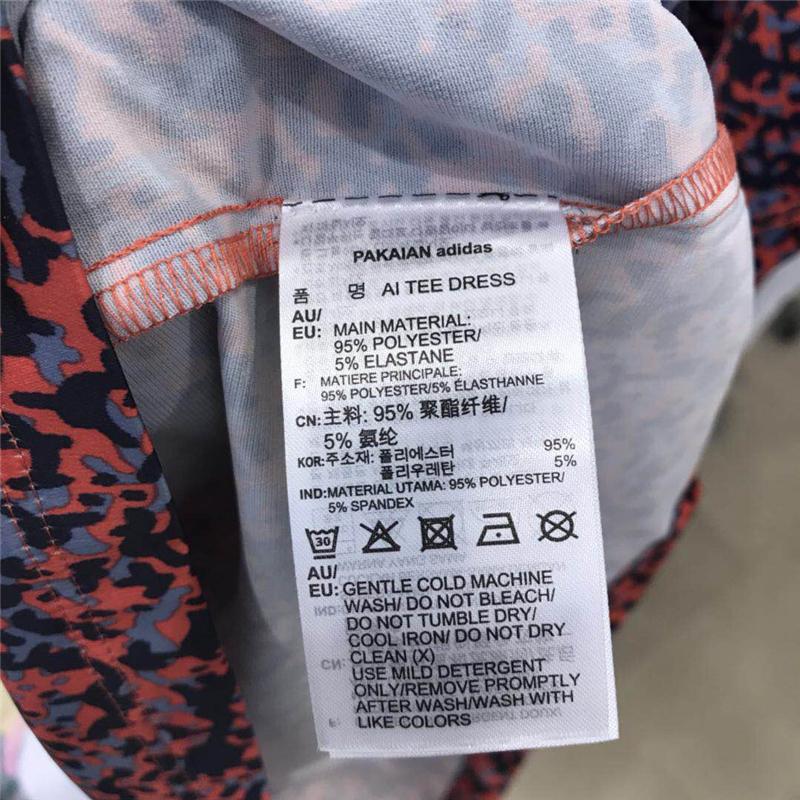 PAKAIAN adidas
품 명 AI TEE DRESS
AU/
EU: MAIN MATERIAL:
95% POLYESTER/
5% ELASTANE
F: MATIERE PRINCIPALE:
95% POLYESTER/5% ÉLASTHANNE
CN: 主料: 95% 聚酯纤维/
5% 氨纶
KOR: 주소재: 폴리에스터 95%
폴리우레탄 5%
IND: MATERIAL UTAMA: 95% POLYESTER/
5% SPANDEX
30
AU/
EU: GENTLE COLD MACHINE
WASH/ DO NOT BLEACH/
DO NOT TUMBLE DRY/
COOL IRON/ DO NOT DRY
CLEAN (X)
USE MILD DETERGENT
ONLY/REMOVE PROMPTLY
AFTER WASH/WASH WITH
LIKE COLORS